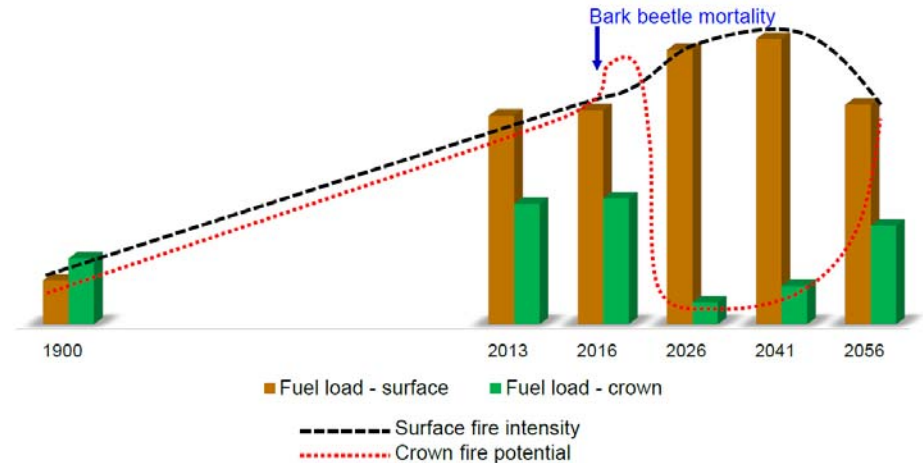 Bark beetle mortality
1900 2013 2016 2026 2041 2056
Fuel load - surface Fuel load - crown
Surface fire intensity
Crown fire potential